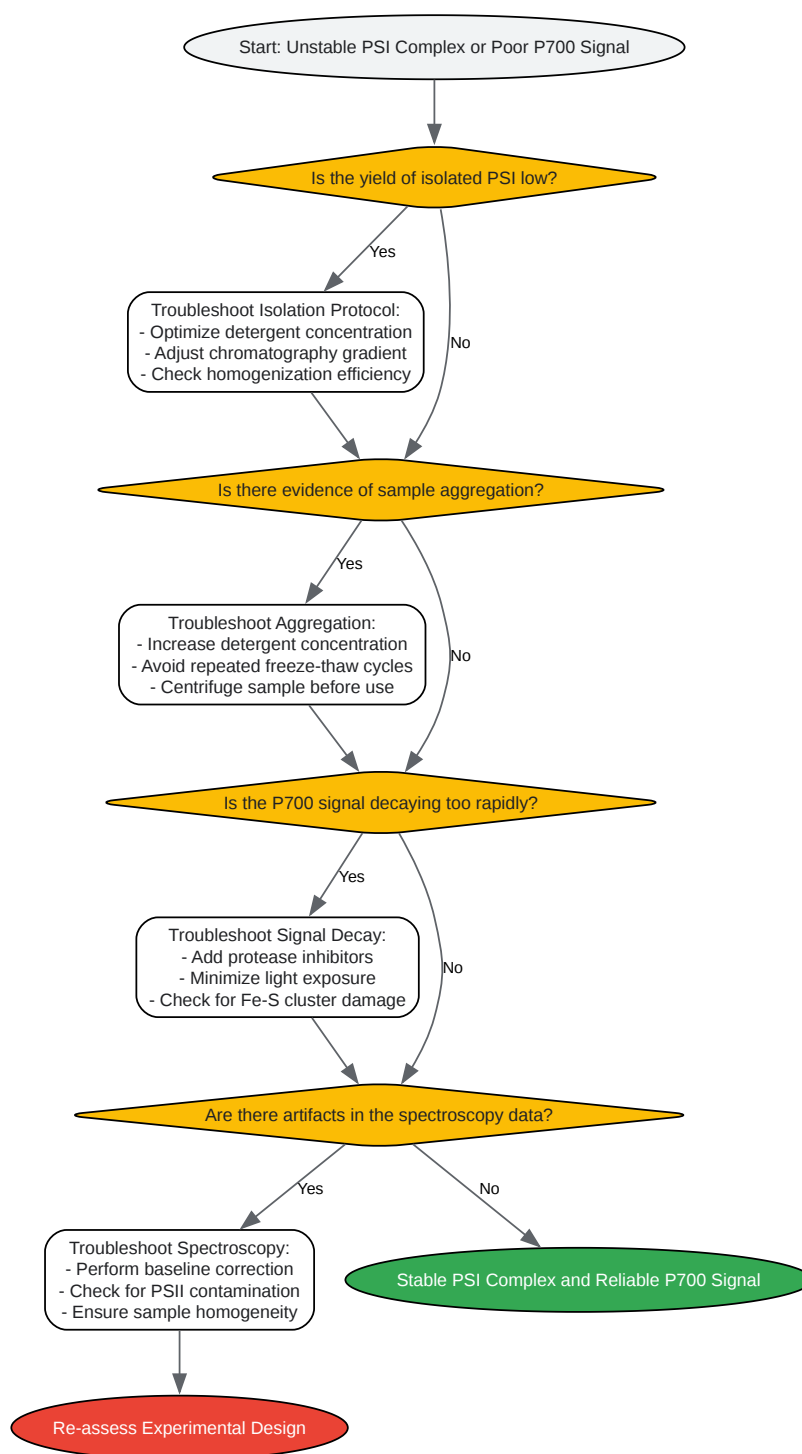 Start: Unstable PSI Complex or Poor P700 Signal
Is the yield of isolated PSI low?
Yes
Troubleshoot Isolation Protocol:
- Optimize detergent concentration
- Adjust chromatography gradient
- Check homogenization efficiency
No
Is there evidence of sample aggregation?
Yes
Troubleshoot Aggregation:
- Increase detergent concentration
- Avoid repeated freeze-thaw cycles
- Centrifuge sample before use
No
Is the P700 signal decaying too rapidly?
Yes
Troubleshoot Signal Decay:
- Add protease inhibitors
- Minimize light exposure
- Check for Fe-S cluster damage
No
Are there artifacts in the spectroscopy data?
Yes
No
Troubleshoot Spectroscopy:
- Perform baseline correction
- Check for PSII contamination
- Ensure sample homogeneity
Stable PSI Complex and Reliable P700 Signal
Re-assess Experimental Design